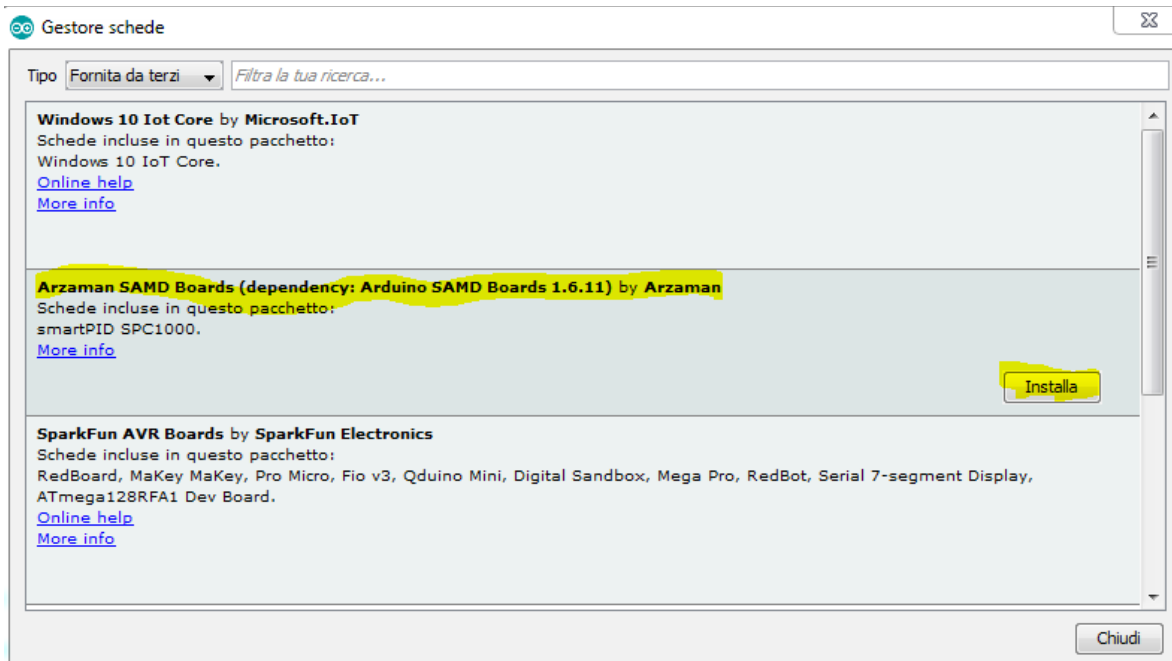 Gestore schede
Tipo Fornita da terzi Filtra la tua ricerca...
Windows 10 Iot Core by Microsoft.IoT
Schede incluse in questo pacchetto:
Windows 10 IoT Core.
Online help
More info
Arzaman SAMD Boards (dependency: Arduino SAMD Boards 1.6.11) by Arzaman
Schede incluse in questo pacchetto:
smartPID SPC1000.
More info
Installa
SparkFun AVR Boards by SparkFun Electronics
Schede incluse in questo pacchetto:
RedBoard, MaKey MaKey, Pro Micro, Fio v3, Qduino Mini, Digital Sandbox, Mega Pro, RedBot, Serial 7-segment Display,
ATmega128RFA1 Dev Board.
Online help
More info
Chiudi